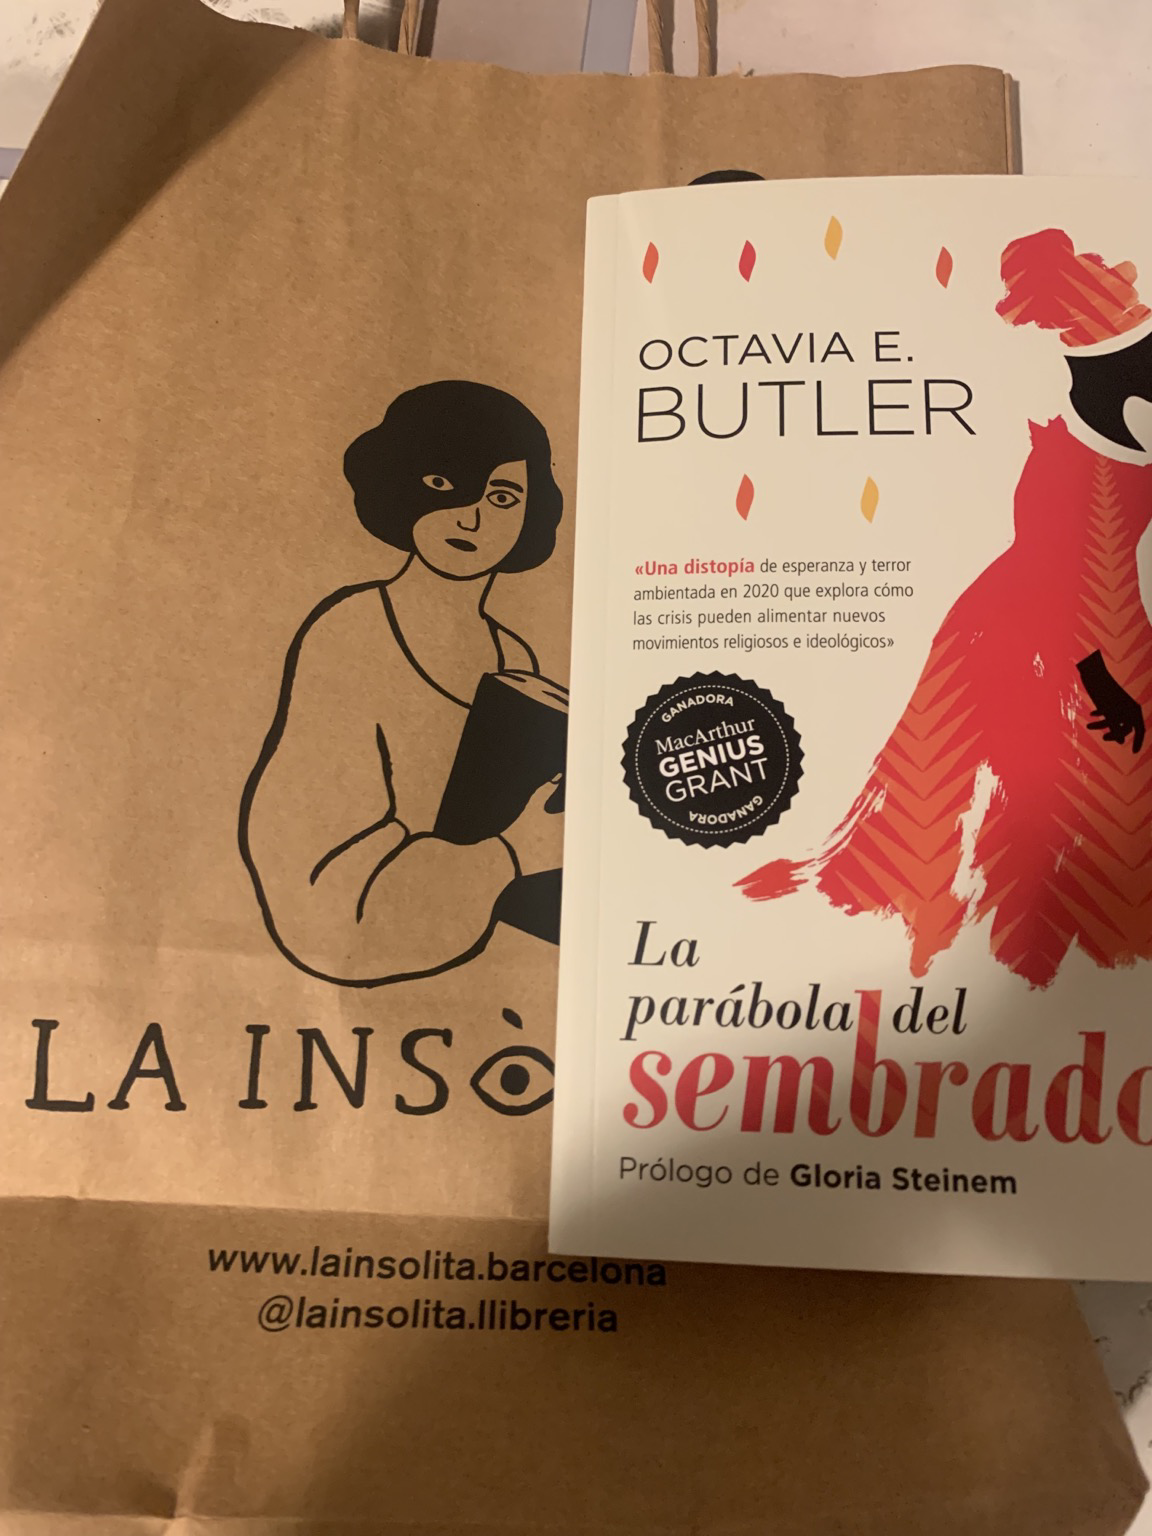 OCTAVIA E.
BUTLER
«Una distopía de esperanza y terror
ambientada en 2020 que explora cómo
las crisis pueden alimentar nuevos
movimientos religiosos e ideológicos»
GANADORA
MacArthur
GENIUS
GRANT
GANADORA
La
parábola del
sembrado
Prólogo de Gloria Steinem
LA INSÒ
www.lainsolita.barcelona
@lainsolita.llibreria